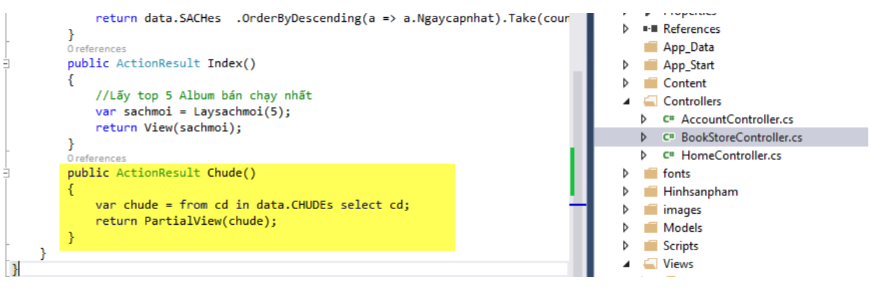 return data.SACHes .OrderByDescending(a => a.Ngaycapnhat).Take(coun
}
0 references
public ActionResult Index()
{
//Lấy top 5 Album bán chạy nhất
var sachmoi = Laysachmoi(5);
return View(sachmoi);
}
0 references
public ActionResult Chude()
{
var chude = from cd in data.CHUDEs select cd;
return PartialView(chude);
}
}
}
Properties
References
App_Data
App_Start
Content
Controllers
C# AccountController.cs
C# BookStoreController.cs
C# HomeController.cs
fonts
Hinhsanpham
images
Models
Scripts
Views